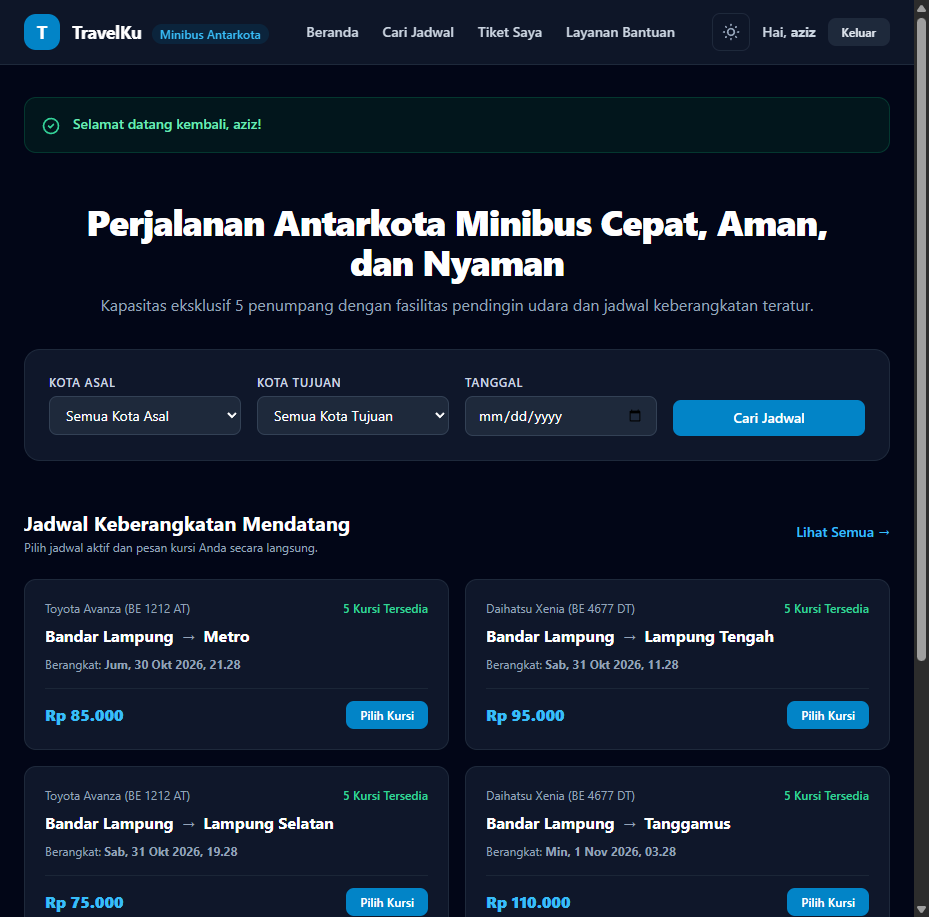 T TravelKu Minibus Antarkota Beranda Cari Jadwal Tiket Saya Layanan Bantuan Hai, aziz Keluar
Selamat datang kembali, aziz!
Perjalanan Antarkota Minibus Cepat, Aman,
dan Nyaman
Kapasitas eksklusif 5 penumpang dengan fasilitas pendingin udara dan jadwal keberangkatan teratur.
KOTA ASAL KOTA TUJUAN TANGGAL
Semua Kota Asal Semua Kota Tujuan mm/dd/yyyy Cari Jadwal
Jadwal Keberangkatan Mendatang
Pilih jadwal aktif dan pesan kursi Anda secara langsung.
Lihat Semua →
Toyota Avanza (BE 1212 AT) 5 Kursi Tersedia
Bandar Lampung → Metro
Berangkat: Jum, 30 Okt 2026, 21.28
Rp 85.000 Pilih Kursi
Daihatsu Xenia (BE 4677 DT) 5 Kursi Tersedia
Bandar Lampung → Lampung Tengah
Berangkat: Sab, 31 Okt 2026, 11.28
Rp 95.000 Pilih Kursi
Toyota Avanza (BE 1212 AT) 5 Kursi Tersedia
Bandar Lampung → Lampung Selatan
Berangkat: Sab, 31 Okt 2026, 19.28
Rp 75.000 Pilih Kursi
Daihatsu Xenia (BE 4677 DT) 5 Kursi Tersedia
Bandar Lampung → Tanggamus
Berangkat: Min, 1 Nov 2026, 03.28
Rp 110.000 Pilih Kursi